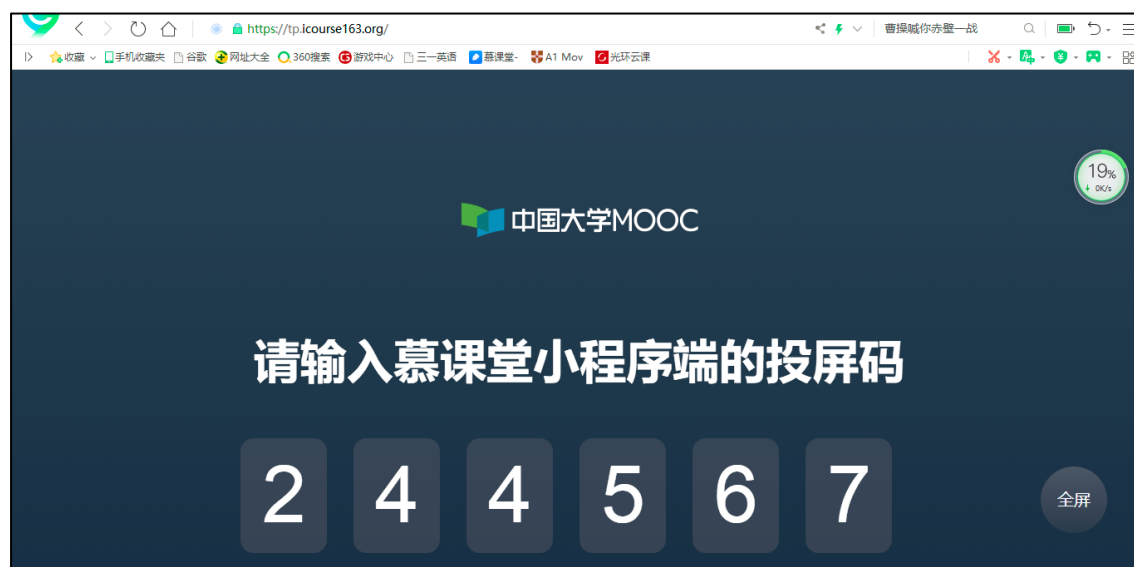 https://tp.icourse163.org/ 曹操喊你赤壁一战
收藏 手机收藏夹 谷歌 网址大全 360搜索 游戏中心 三一英语 慕课堂- A1 Mov 光环云课
19%
0K/s
中国大学MOOC
请输入慕课堂小程序端的投屏码
2 4 4 5 6 7
全屏